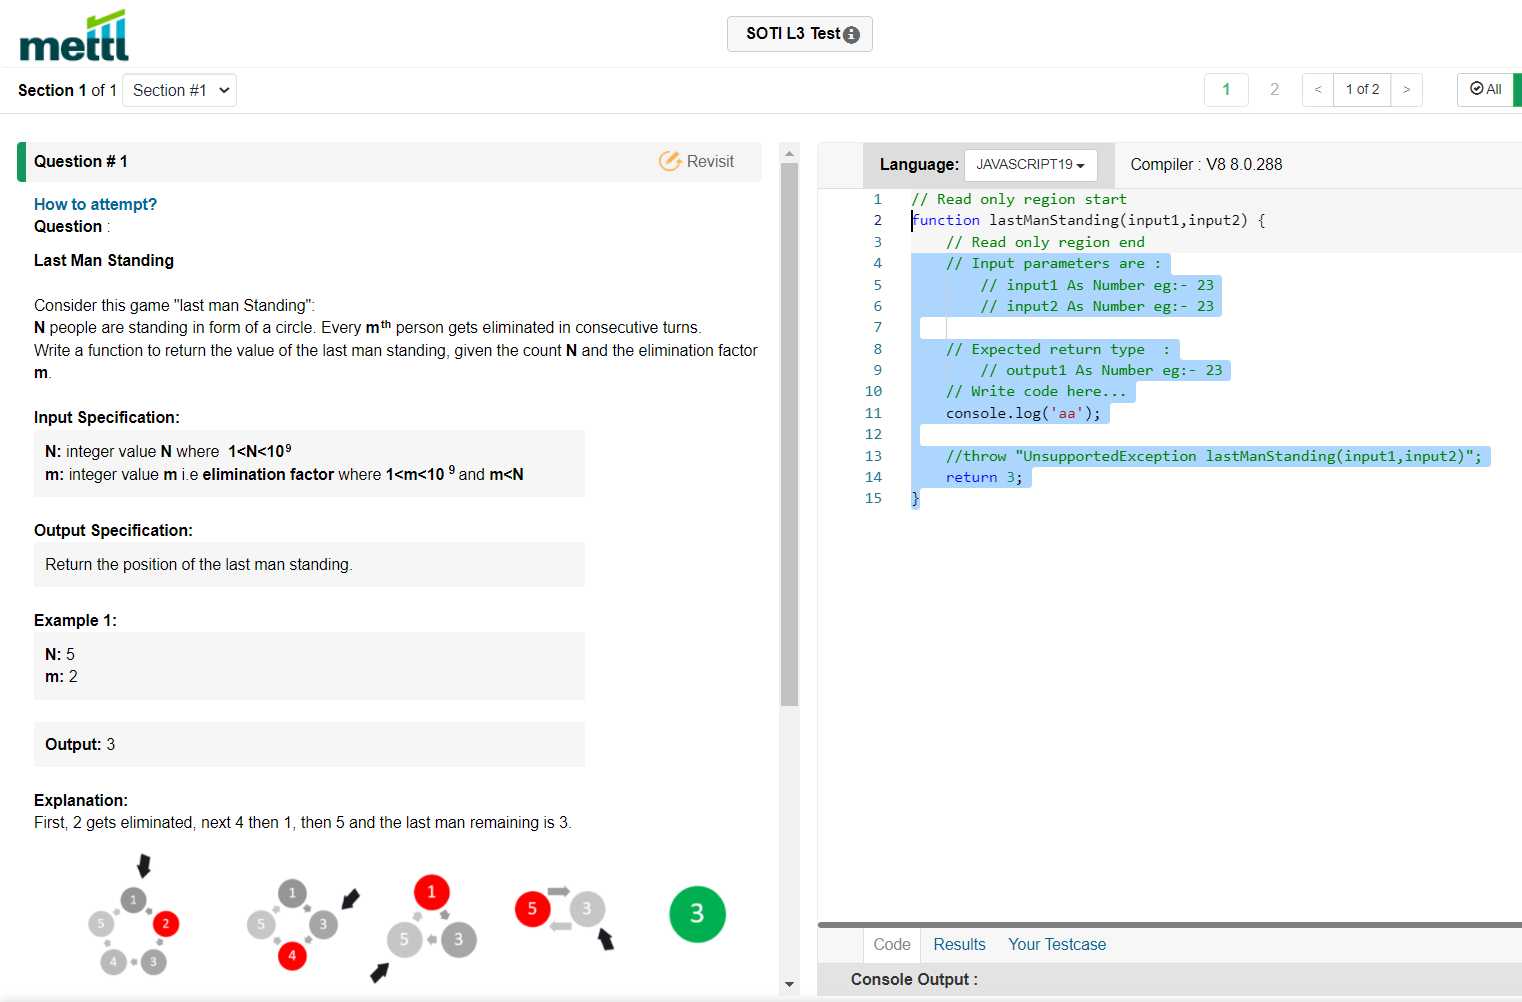 mettl
SOTI L3 Test
Section 1 of 1 Section #1
1 2 < 1 of 2 > All
Question # 1 Revisit
How to attempt?
Question :
Last Man Standing
Consider this game "last man Standing":
N people are standing in form of a circle. Every mth person gets eliminated in consecutive turns.
Write a function to return the value of the last man standing, given the count N and the elimination factor
m.
Input Specification:
N: integer value N where 1<N<10⁹
m: integer value m i.e elimination factor where 1<m<10 ⁹ and m<N
Output Specification:
Return the position of the last man standing.
Example 1:
N: 5
m: 2
Output: 3
Explanation:
First, 2 gets eliminated, next 4 then 1, then 5 and the last man remaining is 3.
1 2 3 4 5
1 3 4 5
1 3 5
5 3
3
Language: JAVASCRIPT19 Compiler : V8 8.0.288
1 // Read only region start
2 function lastManStanding(input1,input2) {
3 // Read only region end
4 // Input parameters are :
5 // input1 As Number eg:- 23
6 // input2 As Number eg:- 23
7
8 // Expected return type :
9 // output1 As Number eg:- 23
10 // Write code here...
11 console.log('aa');
12
13 //throw "UnsupportedException lastManStanding(input1,input2)";
14 return 3;
15 }
Code Results Your Testcase
Console Output :